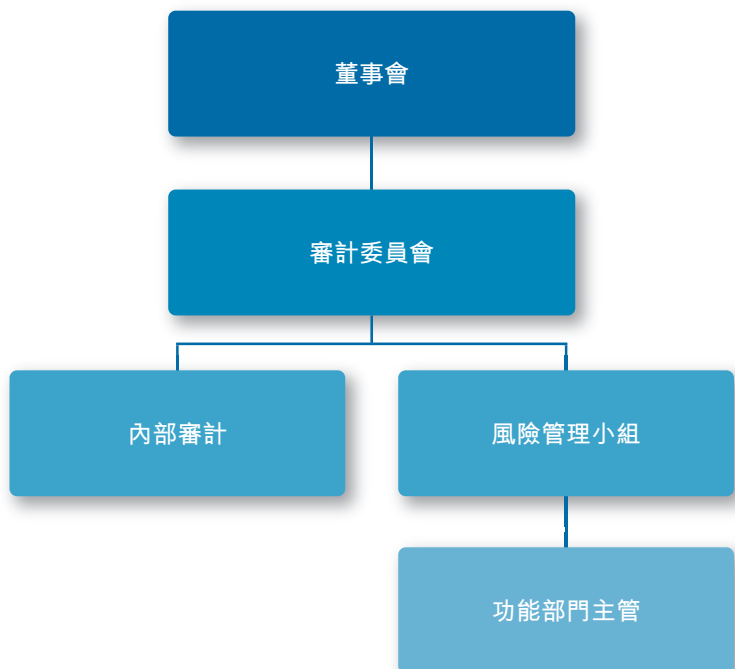 董事會
審計委員會
內部審計
風險管理小組
功能部門主管